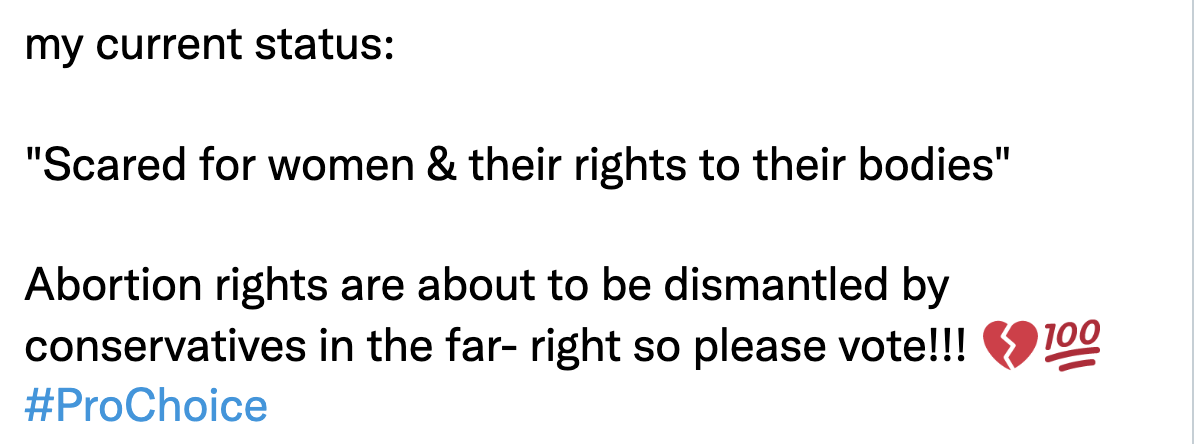 my current status:
"Scared for women & their rights to their bodies"
Abortion rights are about to be dismantled by
conservatives in the far- right so please vote!!! 💔💯
#ProChoice